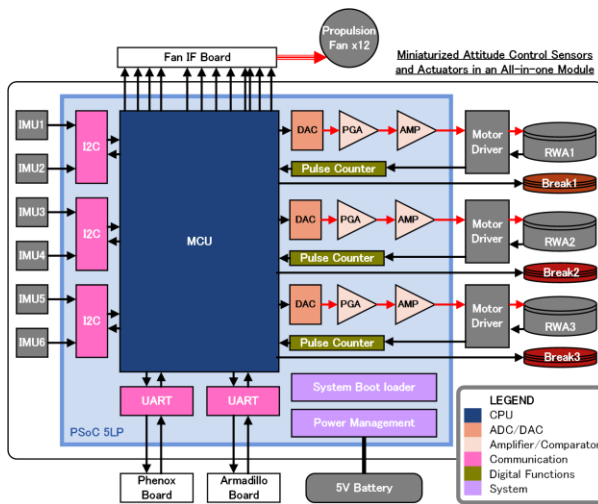 Propulsion
Fan x12
Fan IF Board
Miniaturized Attitude Control Sensors
and Actuators in an All-in-one Module
IMU1
IMU2
I2C
IMU3
IMU4
I2C
IMU5
IMU6
I2C
MCU
DAC
PGA
AMP
Motor
Driver
RWA1
Pulse Counter
Break1
DAC
PGA
AMP
Motor
Driver
RWA2
Pulse Counter
Break2
DAC
PGA
AMP
Motor
Driver
RWA3
Pulse Counter
Break3
UART
UART
System Boot loader
Power Management
PSoC 5LP
Phenox
Board
Armadillo
Board
5V Battery
LEGEND
CPU
ADC/DAC
Amplifier/Comparator
Communication
Digital Functions
System